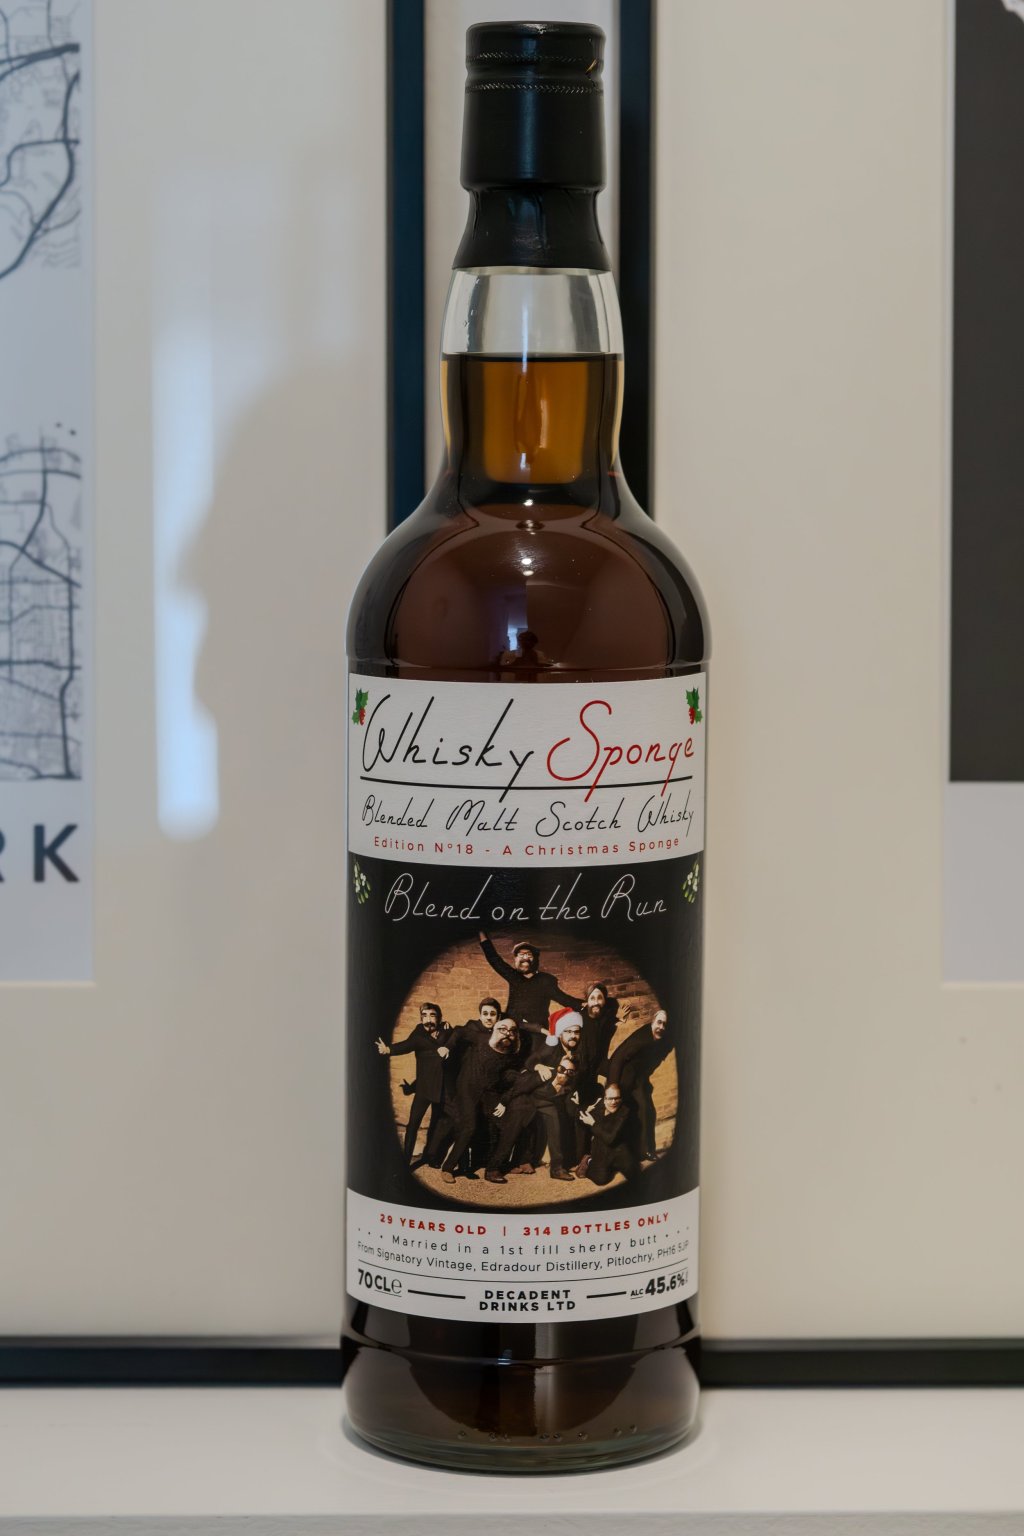 RK
Whisky Sponge
Blended Malt Scotch Whisky
Edition Nº18 - A Christmas Sponge
Blend on the Run
29 YEARS OLD | 314 BOTTLES ONLY
· · · Married in a 1st fill sherry butt · · ·
From Signatory Vintage, Edradour Distillery, Pitlochry, PH16 5JP
70CLe DECADENT ALC 45.6%
DRINKS LTD